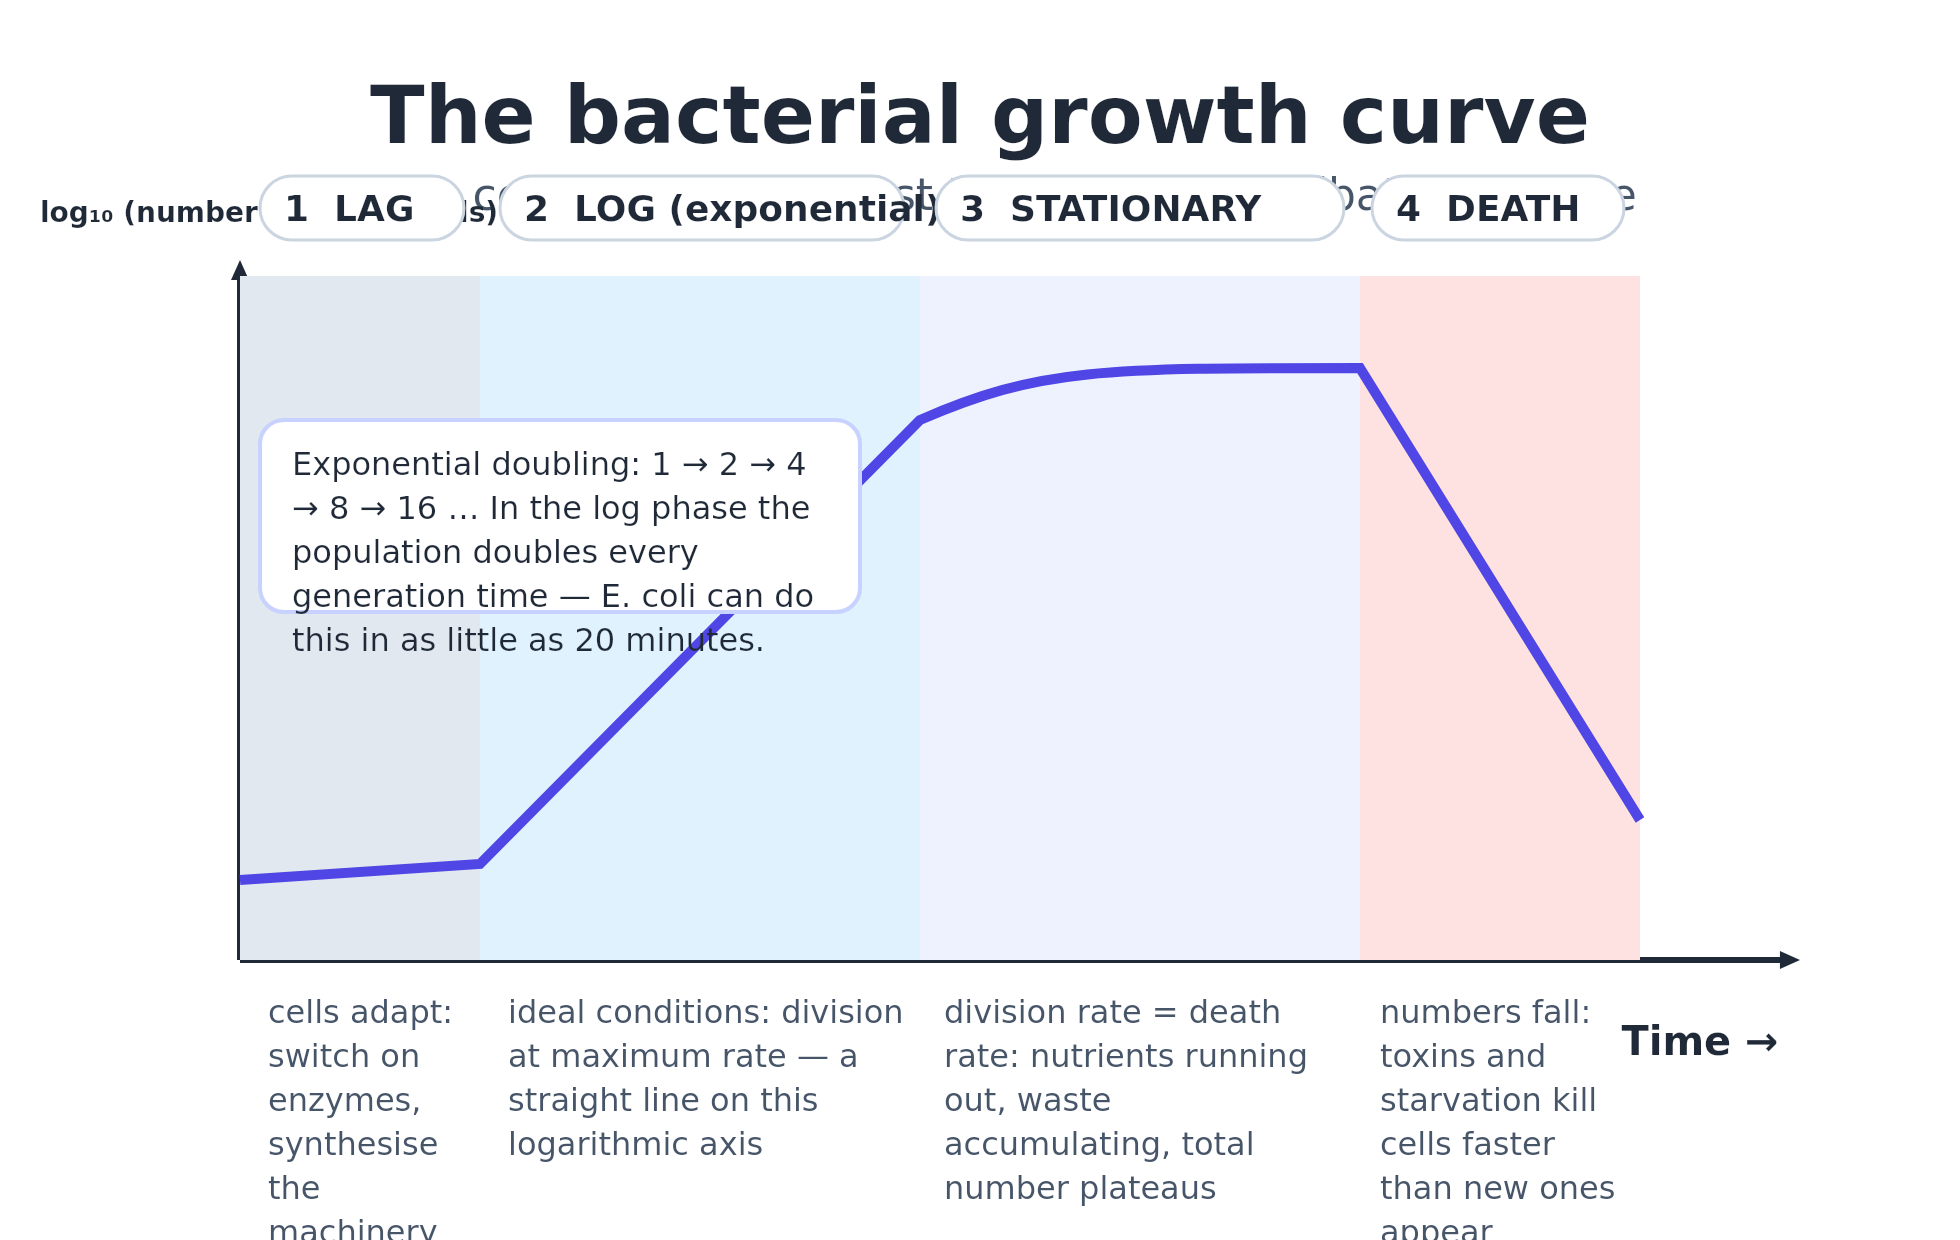 The bacterial growth curve
log₁₀ (number
1 LAG
2 LOG (exponential)
3 STATIONARY
4 DEATH
Exponential doubling: 1 → 2 → 4
→ 8 → 16 … In the log phase the
population doubles every
generation time — E. coli can do
this in as little as 20 minutes.
cells adapt:
switch on
enzymes,
synthesise
the
machinery
ideal conditions: division
at maximum rate — a
straight line on this
logarithmic axis
division rate = death
rate: nutrients running
out, waste
accumulating, total
number plateaus
numbers fall:
toxins and
starvation kill
cells faster
than new ones
appear
Time →